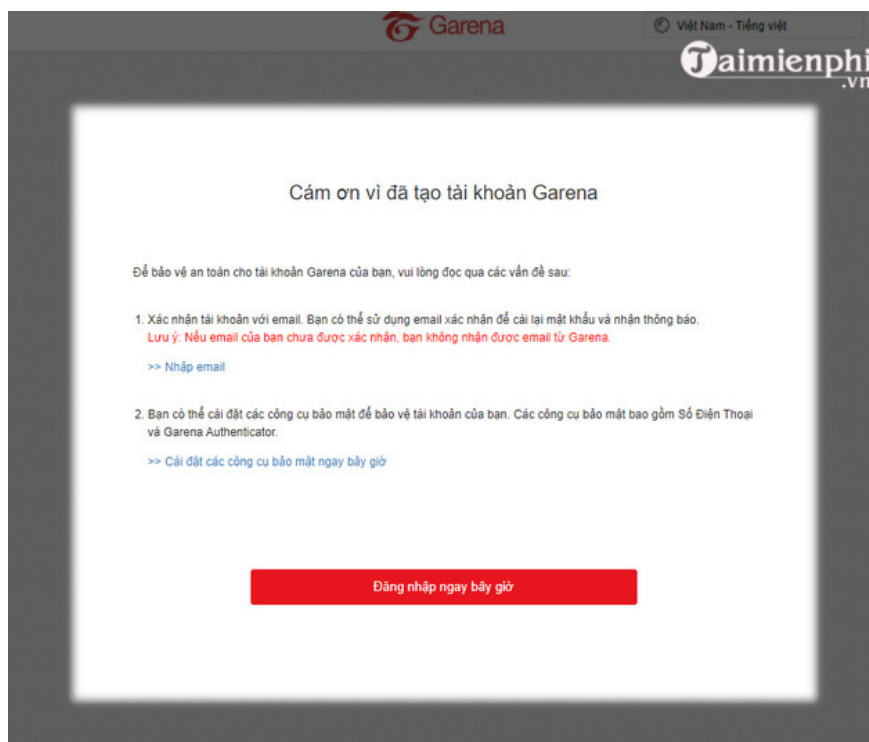 Garena
Việt Nam - Tiếng việt
Taimienphi
.vn
Cám ơn vì đã tạo tài khoản Garena
Để bảo vệ an toàn cho tài khoản Garena của bạn, vui lòng đọc qua các vấn đề sau:
1. Xác nhận tài khoản với email. Bạn có thể sử dụng email xác nhận để cài lại mật khẩu và nhận thông báo.
Lưu ý: Nếu email của bạn chưa được xác nhận, bạn không nhận được email từ Garena.
>> Nhập email
2. Bạn có thể cài đặt các công cụ bảo mật để bảo vệ tài khoản của bạn. Các công cụ bảo mật bao gồm Số Điện Thoại
và Garena Authenticator.
>> Cài đặt các công cụ bảo mật ngay bây giờ
Đăng nhập ngay bây giờ